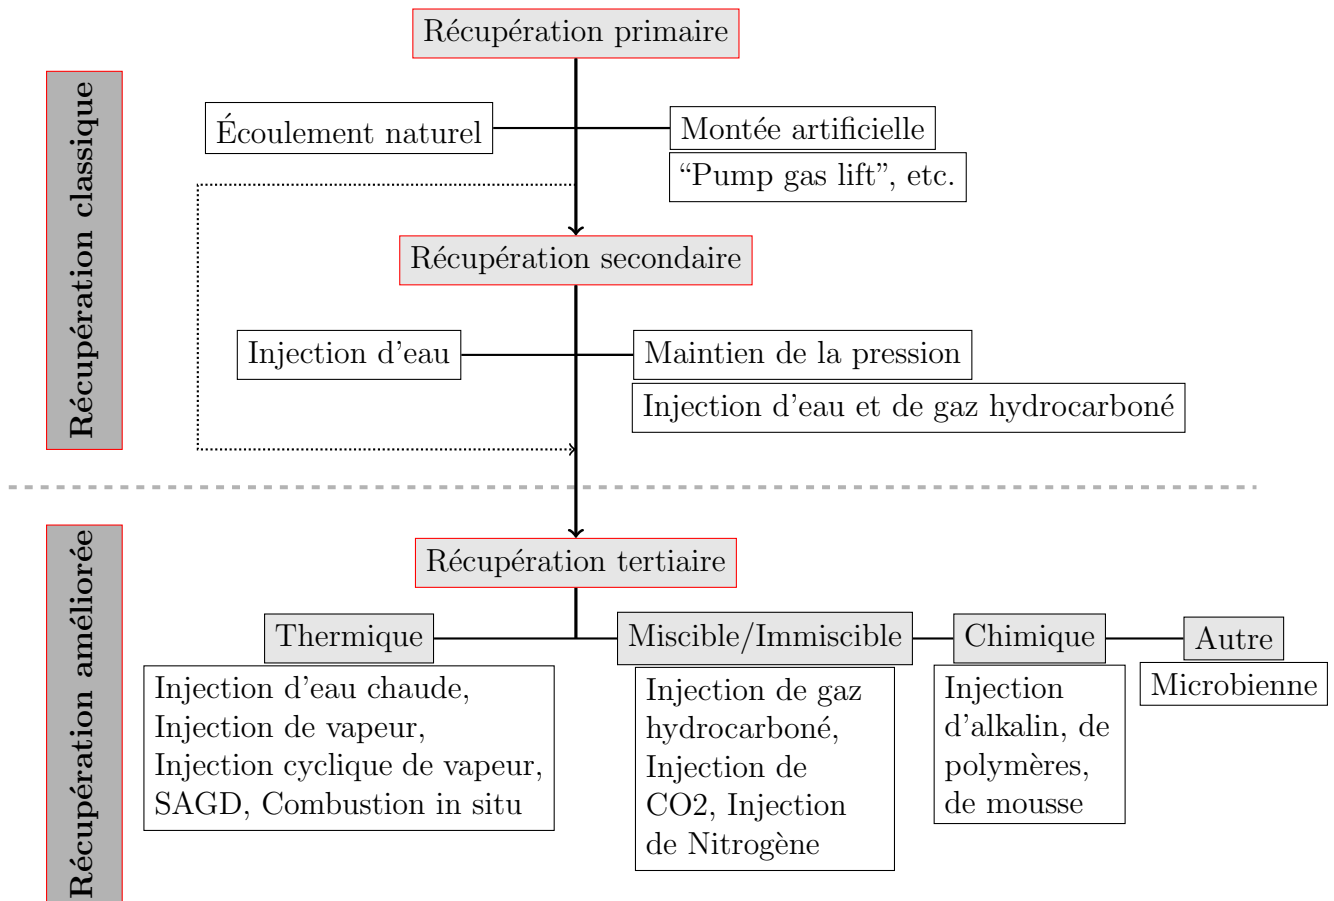 Récupération primaire
Récupération classique
Écoulement naturel
Montée artificielle
“Pump gas lift”, etc.
Récupération secondaire
Injection d'eau
Maintien de la pression
Injection d'eau et de gaz hydrocarboné
Récupération améliorée
Récupération tertiaire
Thermique
Miscible/Immiscible
Chimique
Autre
Injection d'eau chaude,
Injection de vapeur,
Injection cyclique de vapeur,
SAGD, Combustion in situ
Injection de gaz
hydrocarboné,
Injection de
CO2, Injection
de Nitrogène
Injection
d'alkalin, de
polymères,
de mousse
Microbienne